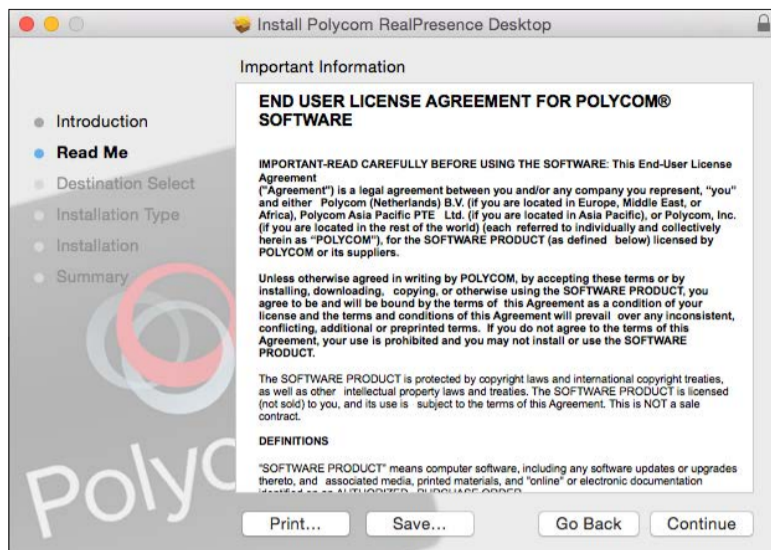 Install Polycom RealPresence Desktop
Important Information
Introduction
Read Me
Destination Select
Installation Type
Installation
Summary
END USER LICENSE AGREEMENT FOR POLYCOM®
SOFTWARE
IMPORTANT-READ CAREFULLY BEFORE USING THE SOFTWARE: This End-User License
Agreement
("Agreement") is a legal agreement between you and/or any company you represent, “you”
and either Polycom (Netherlands) B.V. (if you are located in Europe, Middle East, or
Africa), Polycom Asia Pacific PTE Ltd. (if you are located in Asia Pacific), or Polycom, Inc.
(if you are located in the rest of the world) (each referred to individually and collectively
herein as “POLYCOM”), for the SOFTWARE PRODUCT (as defined below) licensed by
POLYCOM or its suppliers.
Unless otherwise agreed in writing by POLYCOM, by accepting these terms or by
installing, downloading, copying, or otherwise using the SOFTWARE PRODUCT, you
agree to be and will be bound by the terms of this Agreement as a condition of your
license and the terms and conditions of this Agreement will prevail over any inconsistent,
conflicting, additional or preprinted terms. If you do not agree to the terms of this
Agreement, your use is prohibited and you may not install or use the SOFTWARE
PRODUCT.
The SOFTWARE PRODUCT is protected by copyright laws and international copyright treaties,
as well as other intellectual property laws and treaties. The SOFTWARE PRODUCT is licensed
(not sold) to you, and its use is subject to the terms of this Agreement. This is NOT a sale
contract.
DEFINITIONS
"SOFTWARE PRODUCT" means computer software, including any software updates or upgrades
thereto, and associated media, printed materials, and "online" or electronic documentation
Polyc
Print...
Save...
Go Back
Continue